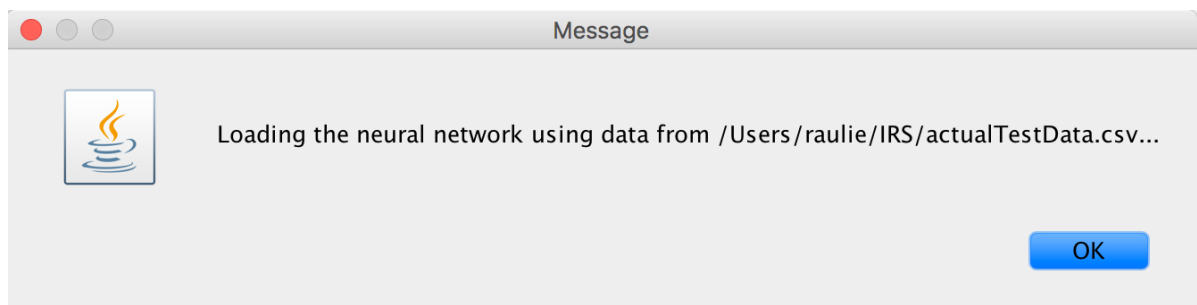 Message
Loading the neural network using data from /Users/raulie/IRS/actualTestData.csv...
OK